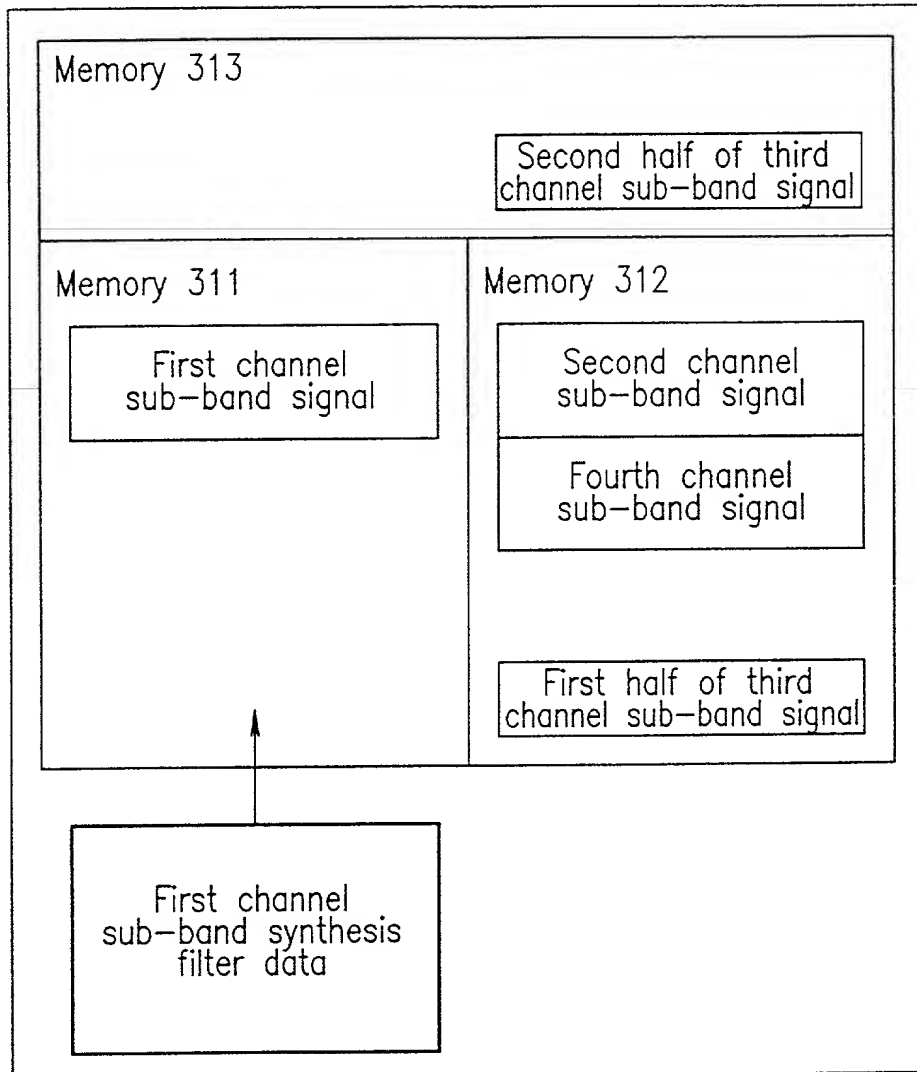 Memory 313
Second half of third
channel sub-band signal
Memory 311
First channel
sub-band signal
Memory 312
Second channel
sub-band signal
Fourth channel
sub-band signal
First half of third
channel sub-band signal
First channel
sub-band synthesis
filter data